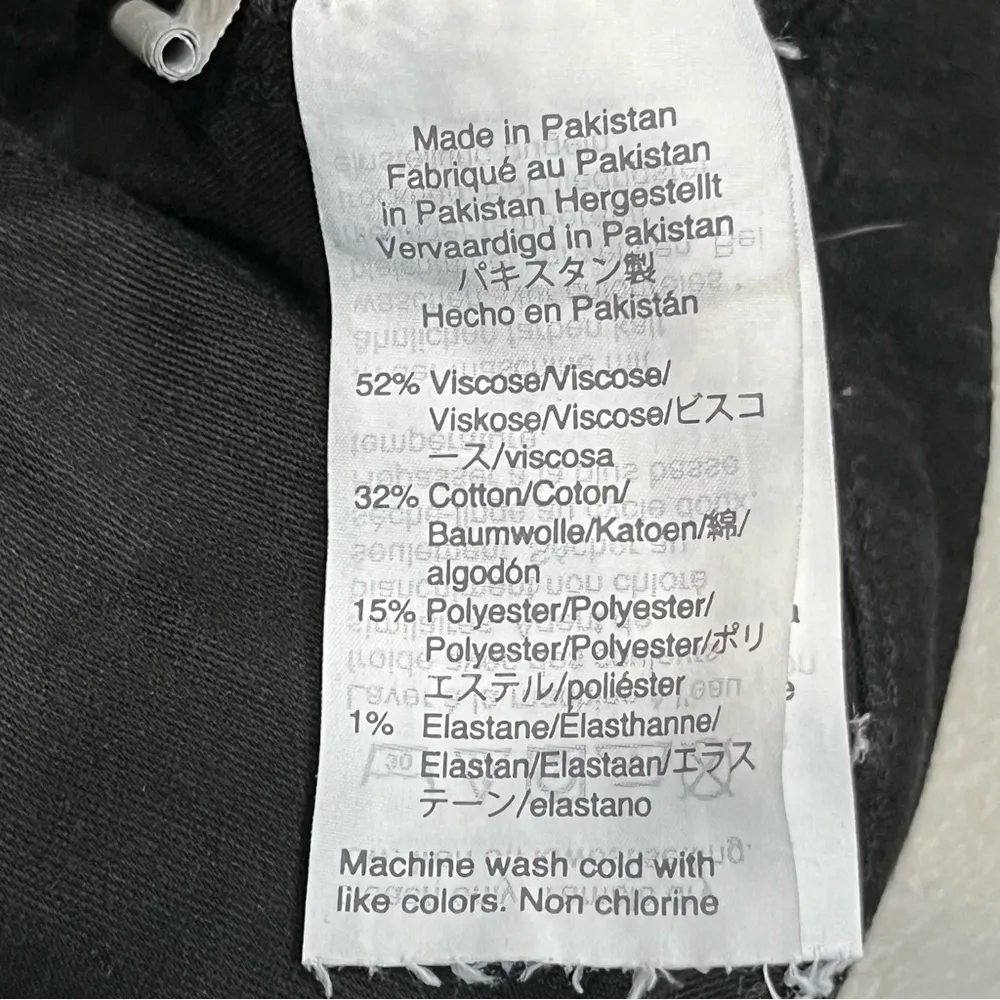 Made in Pakistan
Fabriqué au Pakistan
in Pakistan Hergestellt
Vervaardigd in Pakistan
パキスタン製
Hecho en Pakistán
52% Viscose/Viscose/
Viskose/Viscose/ビスコ
ース/viscosa
32% Cotton/Coton/
Baumwolle/Katoen/綿/
algodón
15% Polyester/Polyester/
Polyester/Polyester/ポリ
エステル/poliéster
1% Elastane/Élasthanne/
Elastan/Elastaan/エラス
テーン/elastano
Machine wash cold with
like colors. Non chlorine